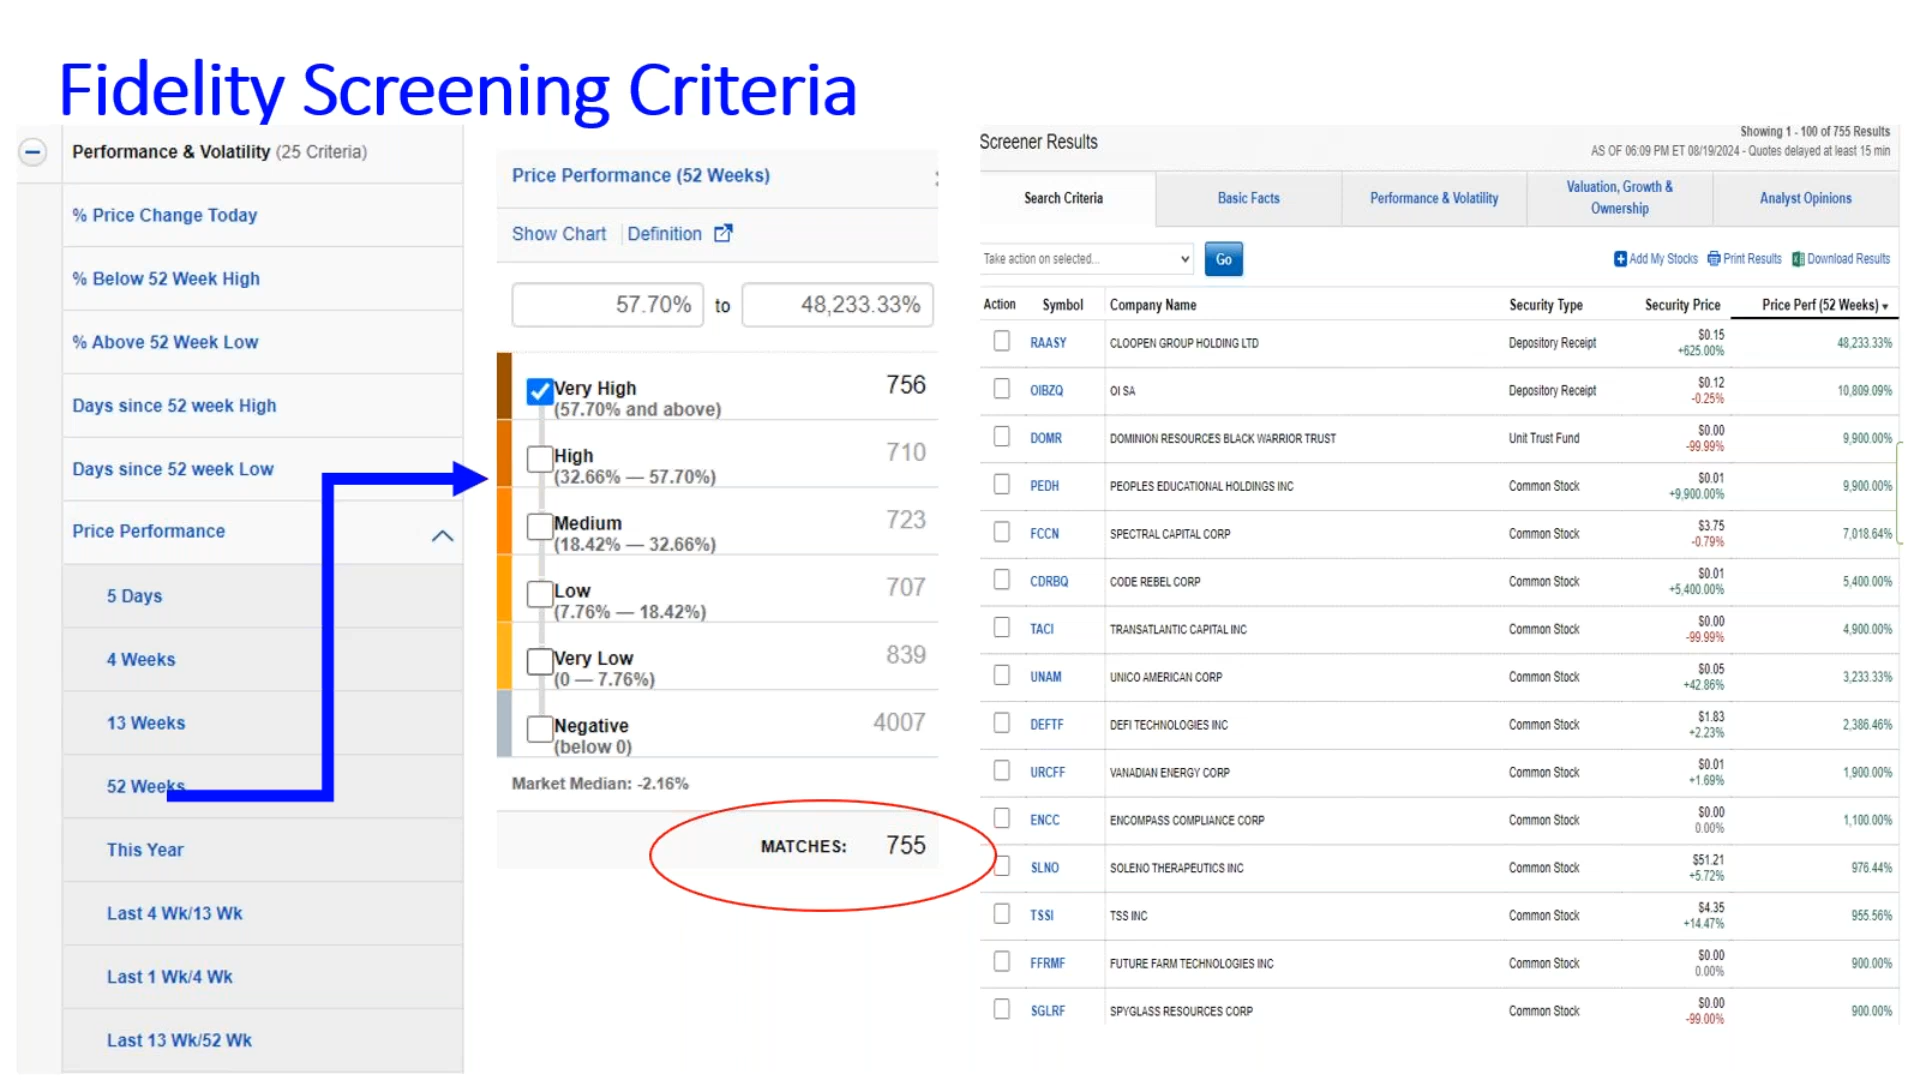 Fidelity Screening Criteria
Performance & Volatility (25 Criteria)
% Price Change Today
% Below 52 Week High
% Above 52 Week Low
Days since 52 week High
Days since 52 week Low
Price Performance
5 Days
4 Weeks
13 Weeks
52 Weeks
This Year
Last 4 Wk/13 Wk
Last 1 Wk/4 Wk
Last 13 Wk/52 Wk
Price Performance (52 Weeks)
Show Chart Definition
57.70% to 48,233.33%
Very High 756
(57.70% and above)
High 710
(32.66% — 57.70%)
Medium 723
(18.42% — 32.66%)
Low 707
(7.76% — 18.42%)
Very Low 839
(0 — 7.76%)
Negative 4007
(below 0)
Market Median: -2.16%
MATCHES: 755
Screener Results
Showing 1 - 100 of 755 Results
AS OF 06:09 PM ET 08/19/2024 - Quotes delayed at least 15 min
Search Criteria Basic Facts Performance & Volatility Valuation, Growth & Ownership Analyst Opinions
Take action on selected... Go Add My Stocks Print Results Download Results
Action Symbol Company Name Security Type Security Price Price Perf (52 Weeks)
RAASY CLOOPEN GROUP HOLDING LTD Depository Receipt $0.15 +625.00% 48,233.33%
OIBZQ OI SA Depository Receipt $0.12 -0.25% 10,809.09%
DOMR DOMINION RESOURCES BLACK WARRIOR TRUST Unit Trust Fund $0.00 -99.99% 9,900.00%
PEDH PEOPLES EDUCATIONAL HOLDINGS INC Common Stock $0.01 +9,900.00% 9,900.00%
FCCN SPECTRAL CAPITAL CORP Common Stock $3.75 -0.79% 7,018.64%
CDRBQ CODE REBEL CORP Common Stock $0.01 +5,400.00% 5,400.00%
TACI TRANSATLANTIC CAPITAL INC Common Stock $0.00 -99.99% 4,900.00%
UNAM UNICO AMERICAN CORP Common Stock $0.05 +42.86% 3,233.33%
DEFTF DEFI TECHNOLOGIES INC Common Stock $1.83 +2.23% 2,386.46%
URCFF VANADIAN ENERGY CORP Common Stock $0.01 +1.69% 1,900.00%
ENCC ENCOMPASS COMPLIANCE CORP Common Stock $0.00 0.00% 1,100.00%
SLNO SOLENO THERAPEUTICS INC Common Stock $51.21 +5.72% 976.44%
TSSI TSS INC Common Stock $4.35 +14.47% 955.56%
FFRMF FUTURE FARM TECHNOLOGIES INC Common Stock $0.00 0.00% 900.00%
SGLRF SPYGLASS RESOURCES CORP Common Stock $0.00 -99.00% 900.00%